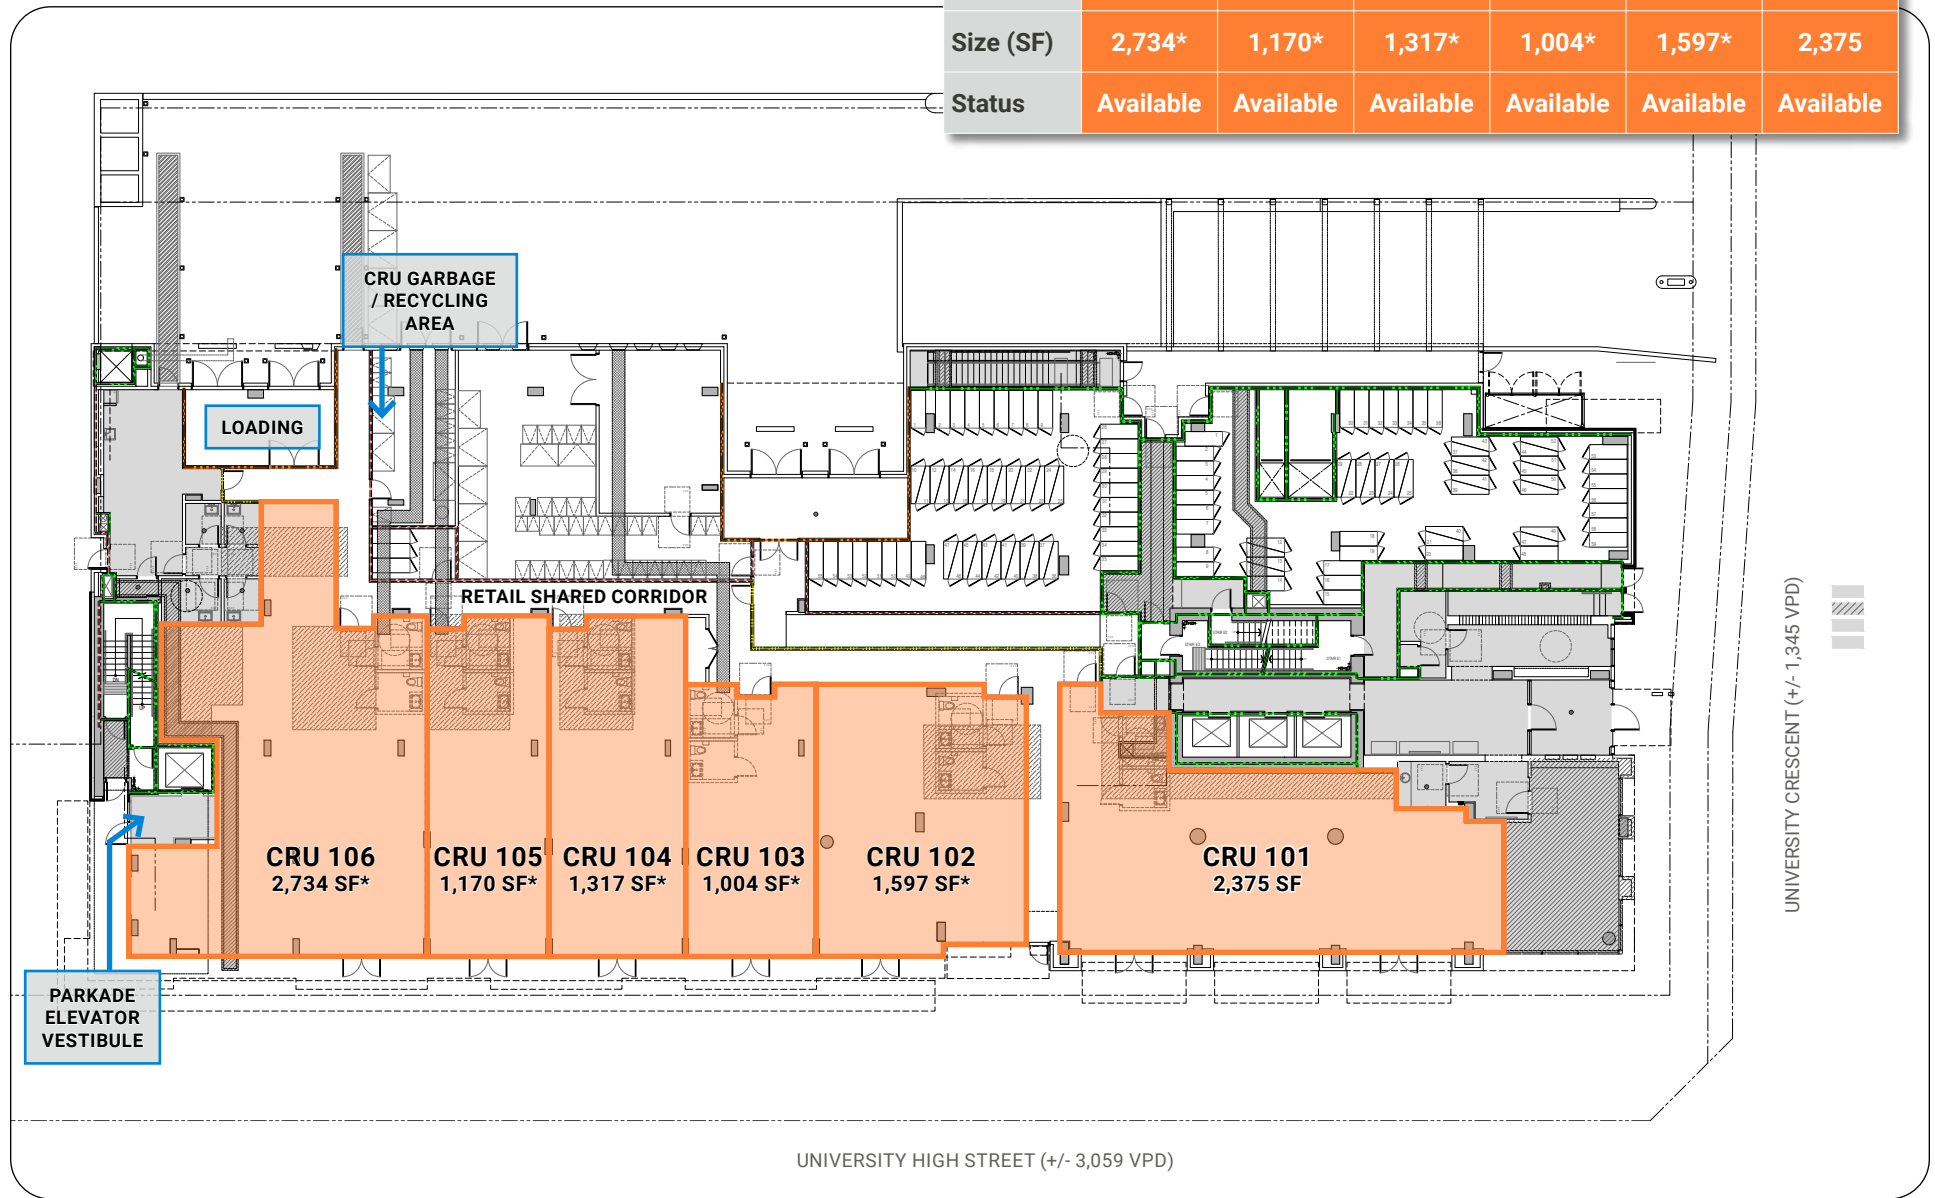 Size (SF) 2,734* 1,170* 1,317* 1,004* 1,597* 2,375
Status Available Available Available Available Available Available
CRU GARBAGE
/ RECYCLING
AREA
LOADING
RETAIL SHARED CORRIDOR
CRU 106
2,734 SF*
CRU 105
1,170 SF*
CRU 104
1,317 SF*
CRU 103
1,004 SF*
CRU 102
1,597 SF*
CRU 101
2,375 SF
PARKADE
ELEVATOR
VESTIBULE
UNIVERSITY CRESCENT (+/- 1,345 VPD)
UNIVERSITY HIGH STREET (+/- 3,059 VPD)